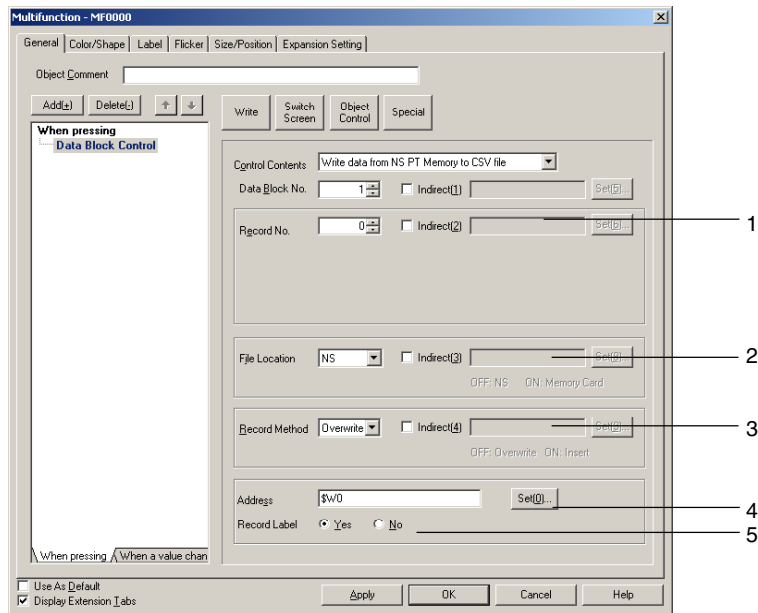 Multifunction - MF0000
General Color/Shape Label Flicker Size/Position Expansion Setting
Object Comment
Add(+) Delete(-)
Write Switch Screen Object Control Special
When pressing
Data Block Control
Control Contents Write data from NS PT Memory to CSV file
Data Block No. 1 Indirect(1) Set(5)...
Record No. 0 Indirect(2) Set(6)... 1
File Location NS Indirect(3) 2
OFF: NS ON: Memory Card
Record Method Overwrite Indirect(4) 3
OFF: Overwrite ON: Insert
Address $W0 Set(0)... 4
Record Label Yes No 5
When pressing When a value chan
Use As Default
Display Extension Tabs
Apply OK Cancel Help